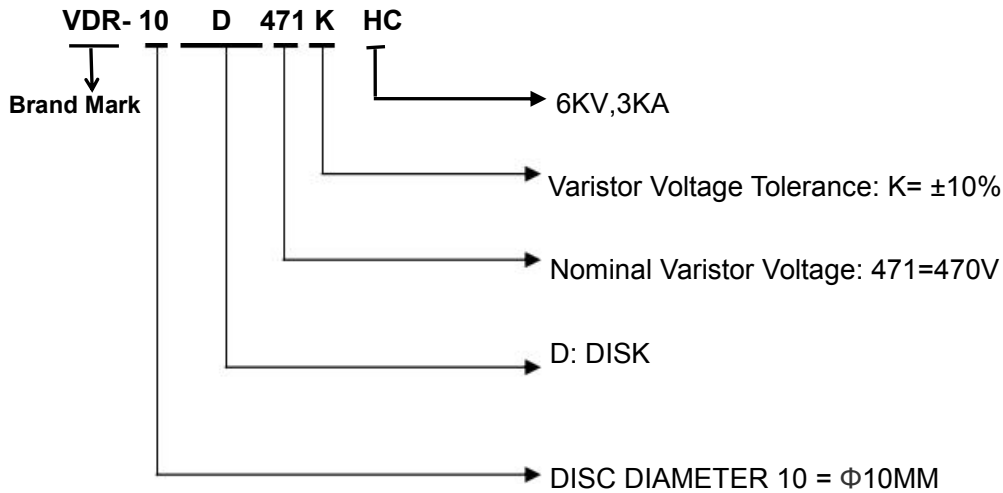 VDR- 10 D 471 K HC
Brand Mark
6KV,3KA
Varistor Voltage Tolerance: K= ±10%
Nominal Varistor Voltage: 471=470V
D: DISK
DISC DIAMETER 10 = Φ10MM